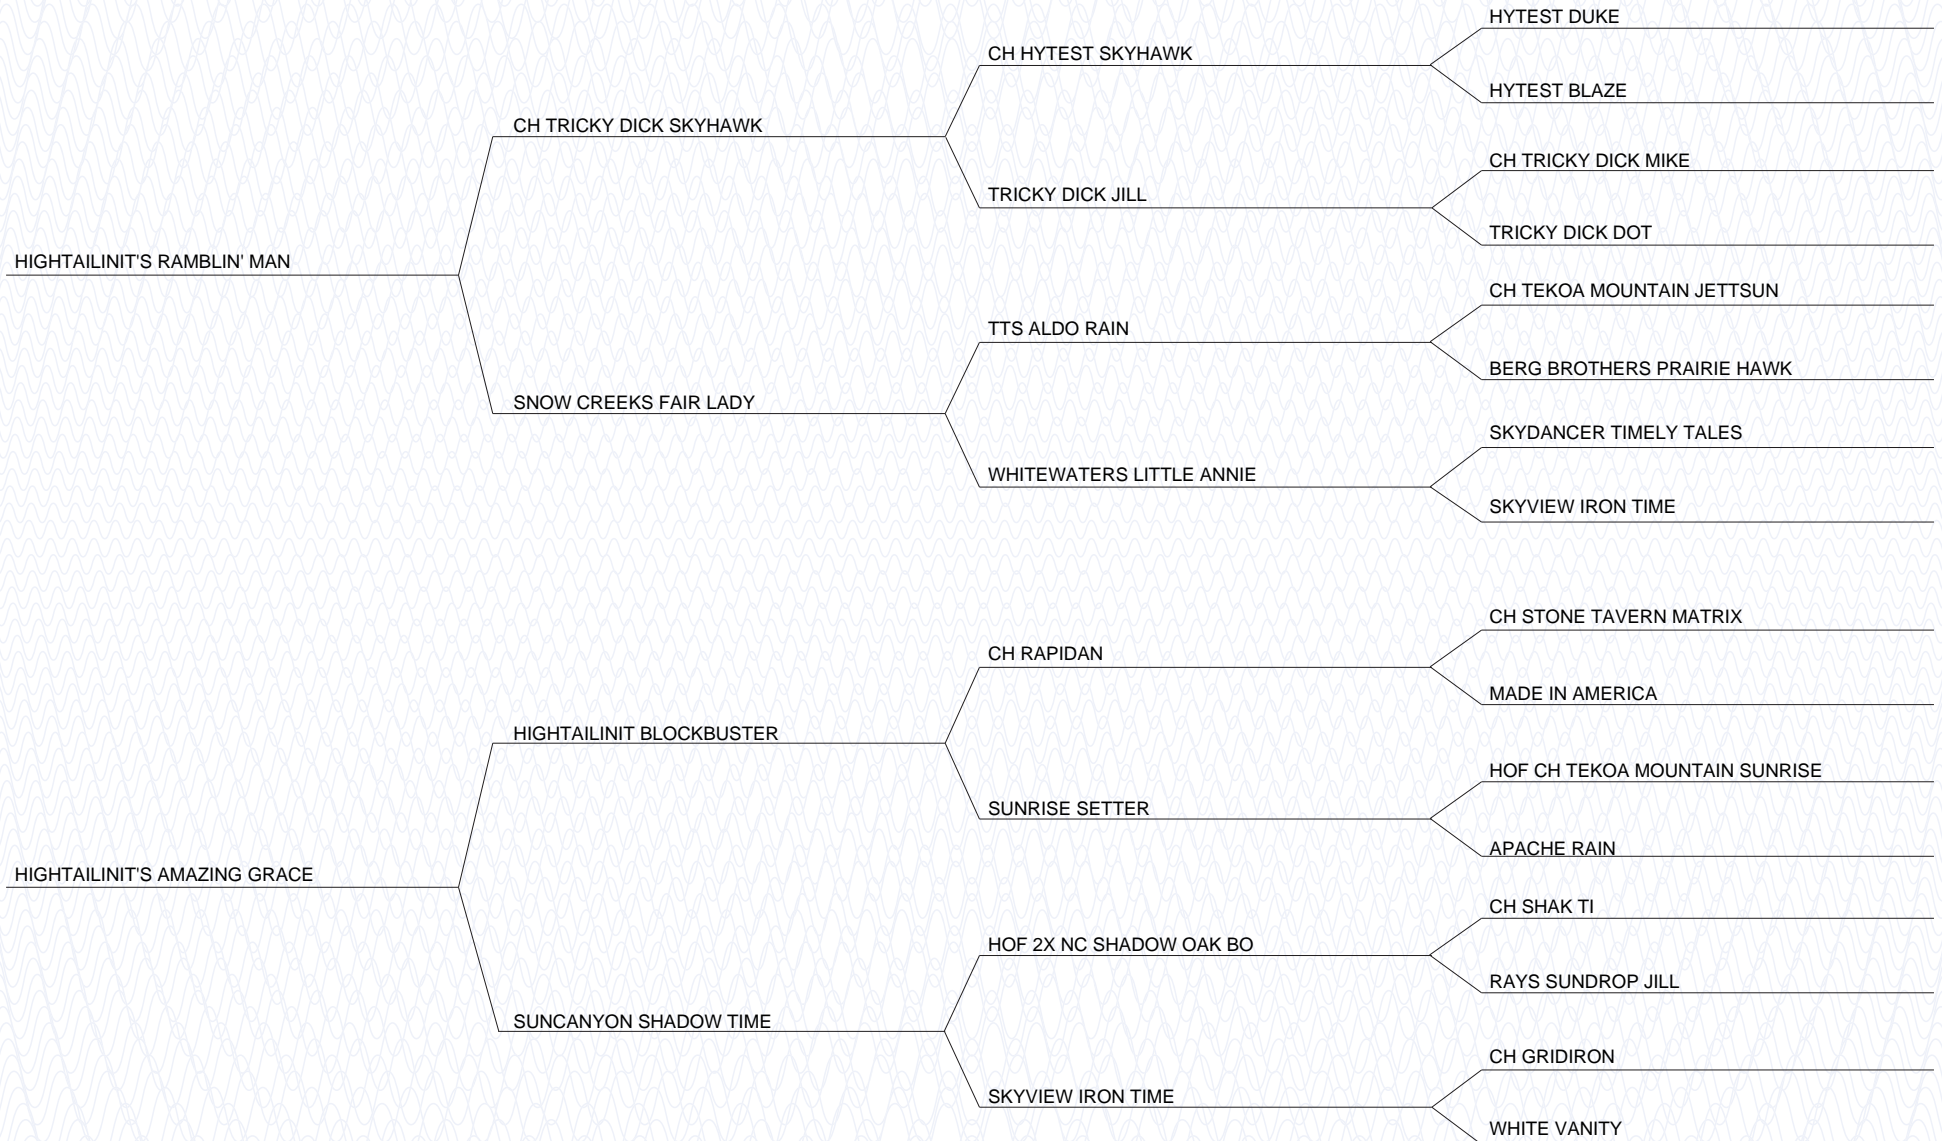 HYTEST DUKE
CH HYTEST SKYHAWK
HYTEST BLAZE
CH TRICKY DICK SKYHAWK
CH TRICKY DICK MIKE
TRICKY DICK JILL
TRICKY DICK DOT
HIGHTAILINIT'S RAMBLIN' MAN
CH TEKOA MOUNTAIN JETTSUN
TTS ALDO RAIN
BERG BROTHERS PRAIRIE HAWK
SNOW CREEKS FAIR LADY
SKYDANCER TIMELY TALES
WHITEWATERS LITTLE ANNIE
SKYVIEW IRON TIME
CH STONE TAVERN MATRIX
CH RAPIDAN
MADE IN AMERICA
HIGHTAILINIT BLOCKBUSTER
HOF CH TEKOA MOUNTAIN SUNRISE
SUNRISE SETTER
APACHE RAIN
HIGHTAILINIT'S AMAZING GRACE
CH SHAK TI
HOF 2X NC SHADOW OAK BO
RAYS SUNDROP JILL
SUNCANYON SHADOW TIME
CH GRIDIRON
SKYVIEW IRON TIME
WHITE VANITY